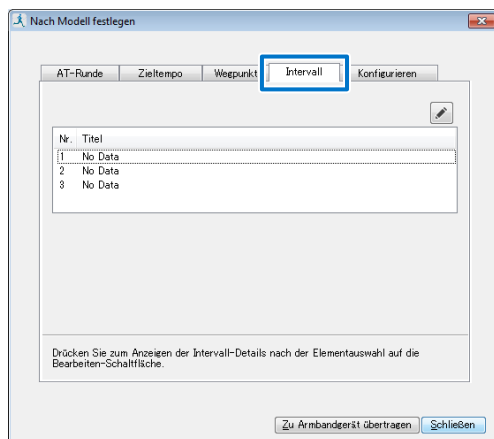 Nach Modell festlegen
AT-Runde Zieltempo Wegpunkt Intervall Konfigurieren
Nr. Titel
1 No Data
2 No Data
3 No Data
Drücken Sie zum Anzeigen der Intervall-Details nach der Elementauswahl auf die
Bearbeiten-Schaltfläche.
Zu Armbandgerät übertragen Schließen